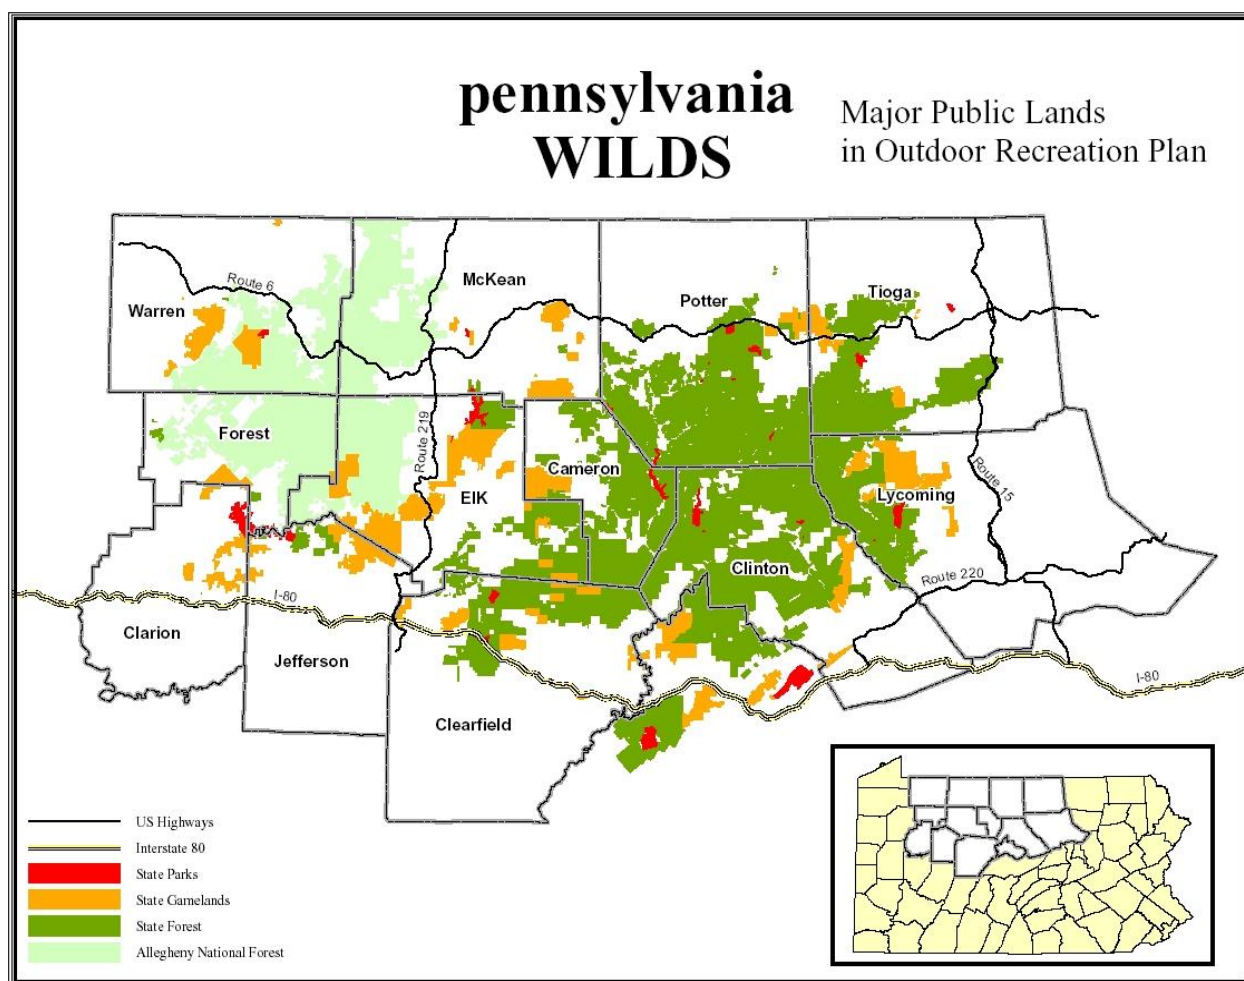 pennsylvania
WILDS
Major Public Lands
in Outdoor Recreation Plan
Route 6
McKean
Warren
Potter
Tioga
Forest
Route 219
Cameron
ElK
Lycoming
Route 15
Clinton
Route 220
I-80
Clarion
Jefferson
I-80
Clearfield
US Highways
Interstate 80
State Parks
State Gamelands
State Forest
Allegheny National Forest